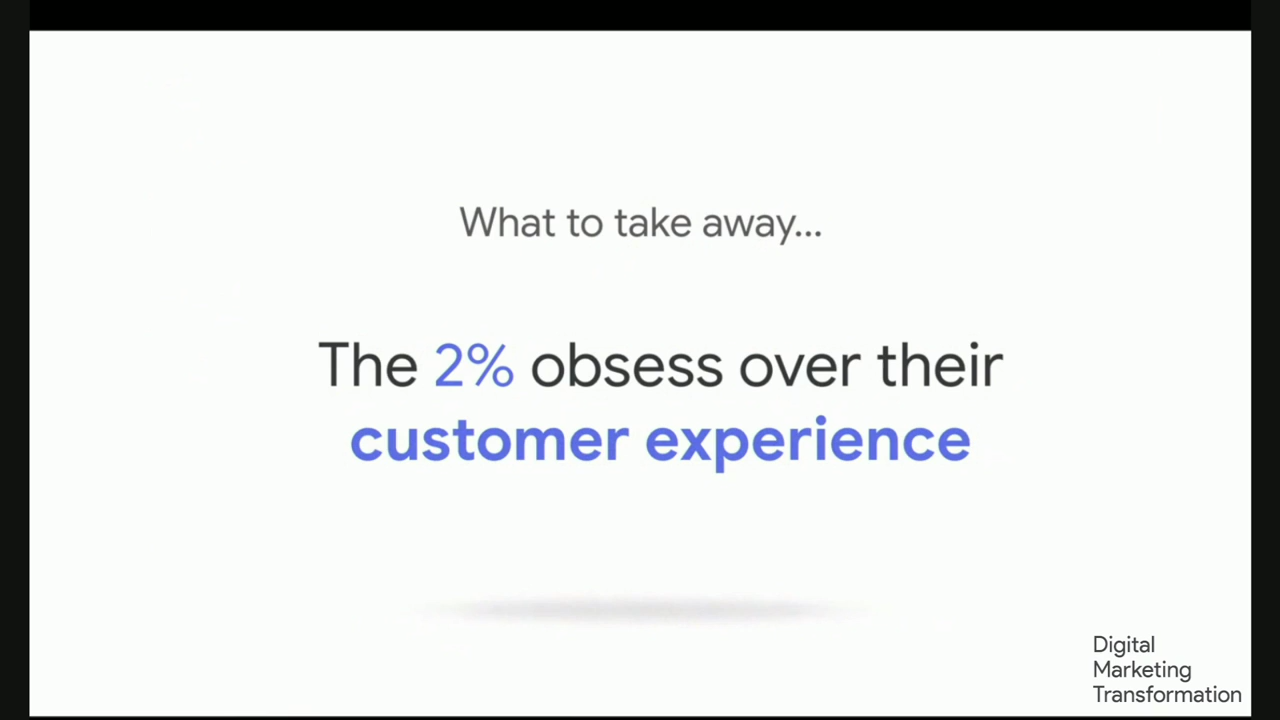 What to take away...
The 2% obsess over their
customer experience
Digital
Marketing
Transformation